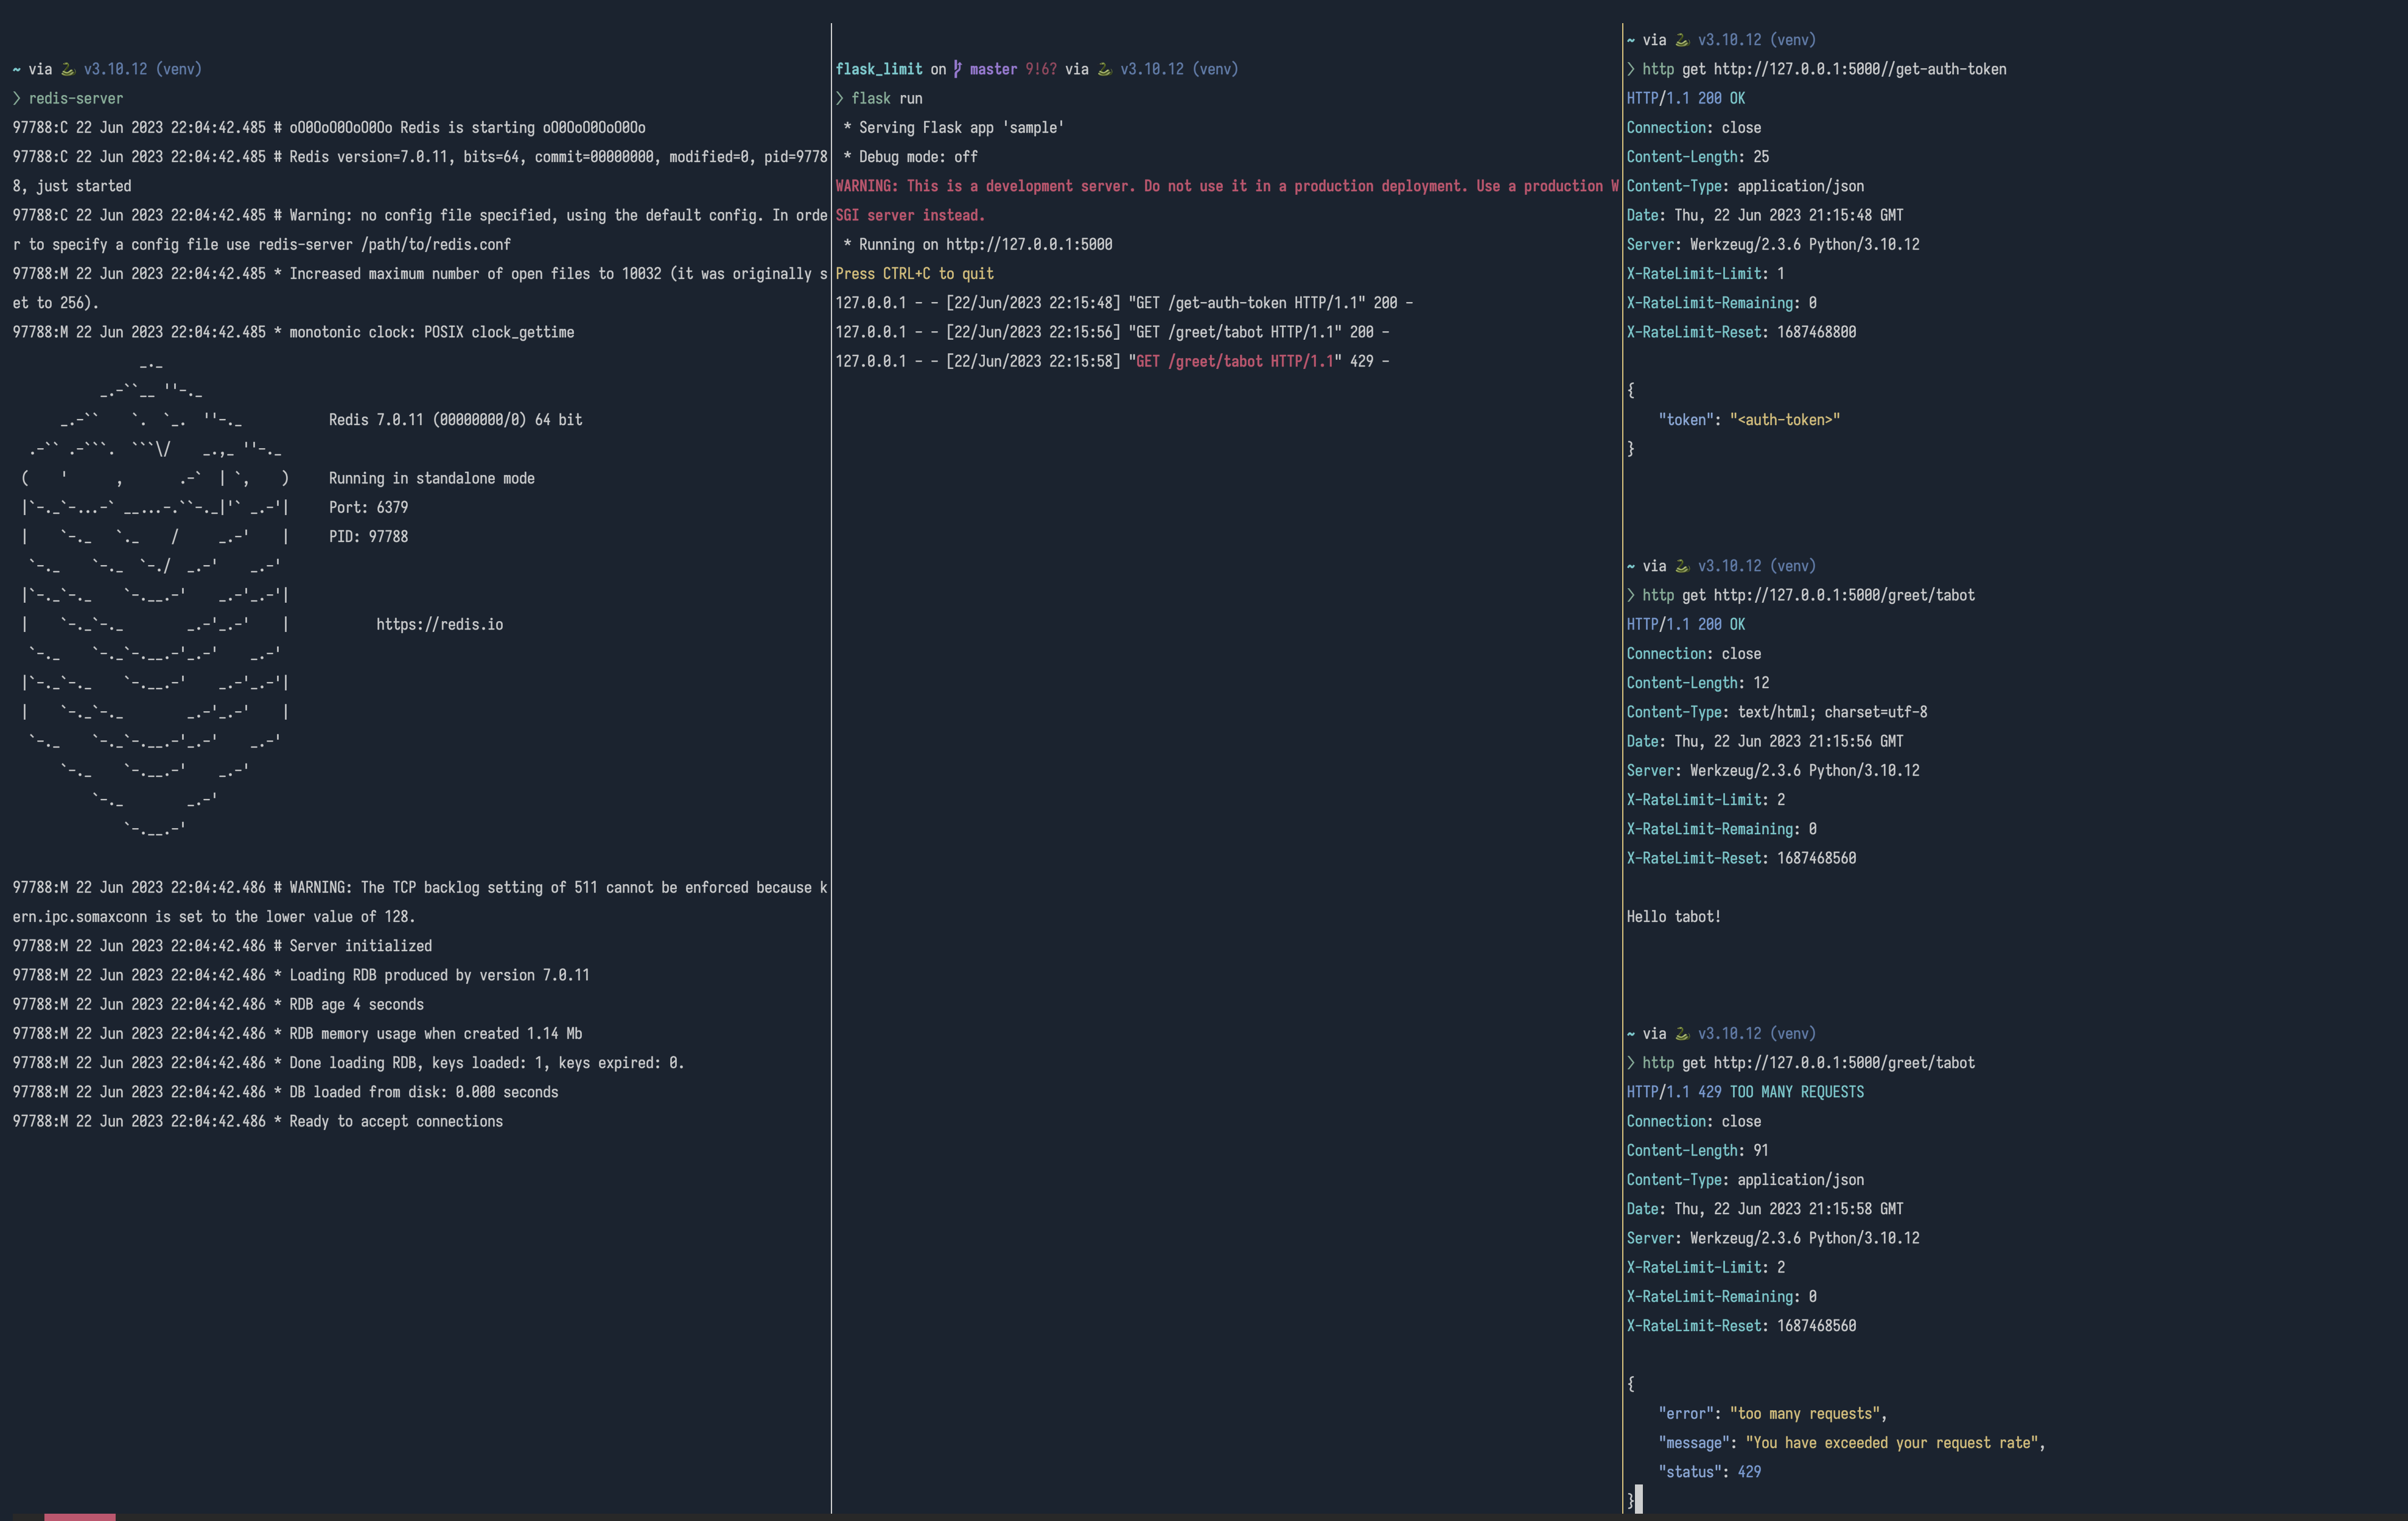 ~ via 🐍 v3.10.12 (venv)
❯ redis-server
97788:C 22 Jun 2023 22:04:42.485 # oO0OoO0OoO0Oo Redis is starting oO0OoO0OoO0Oo
97788:C 22 Jun 2023 22:04:42.485 # Redis version=7.0.11, bits=64, commit=00000000, modified=0, pid=9778
8, just started
97788:C 22 Jun 2023 22:04:42.485 # Warning: no config file specified, using the default config. In orde
r to specify a config file use redis-server /path/to/redis.conf
97788:M 22 Jun 2023 22:04:42.485 * Increased maximum number of open files to 10032 (it was originally s
et to 256).
97788:M 22 Jun 2023 22:04:42.485 * monotonic clock: POSIX clock_gettime
Redis 7.0.11 (00000000/0) 64 bit
Running in standalone mode
Port: 6379
PID: 97788
https://redis.io
97788:M 22 Jun 2023 22:04:42.486 # WARNING: The TCP backlog setting of 511 cannot be enforced because k
ern.ipc.somaxconn is set to the lower value of 128.
97788:M 22 Jun 2023 22:04:42.486 # Server initialized
97788:M 22 Jun 2023 22:04:42.486 * Loading RDB produced by version 7.0.11
97788:M 22 Jun 2023 22:04:42.486 * RDB age 4 seconds
97788:M 22 Jun 2023 22:04:42.486 * RDB memory usage when created 1.14 Mb
97788:M 22 Jun 2023 22:04:42.486 * Done loading RDB, keys loaded: 1, keys expired: 0.
97788:M 22 Jun 2023 22:04:42.486 * DB loaded from disk: 0.000 seconds
97788:M 22 Jun 2023 22:04:42.486 * Ready to accept connections
flask_limit on master 9!6? via 🐍 v3.10.12 (venv)
❯ flask run
* Serving Flask app 'sample'
* Debug mode: off
WARNING: This is a development server. Do not use it in a production deployment. Use a production W
SGI server instead.
* Running on http://127.0.0.1:5000
Press CTRL+C to quit
127.0.0.1 - - [22/Jun/2023 22:15:48] "GET /get-auth-token HTTP/1.1" 200 -
127.0.0.1 - - [22/Jun/2023 22:15:56] "GET /greet/tabot HTTP/1.1" 200 -
127.0.0.1 - - [22/Jun/2023 22:15:58] "GET /greet/tabot HTTP/1.1" 429 -
~ via 🐍 v3.10.12 (venv)
❯ http get http://127.0.0.1:5000//get-auth-token
HTTP/1.1 200 OK
Connection: close
Content-Length: 25
Content-Type: application/json
Date: Thu, 22 Jun 2023 21:15:48 GMT
Server: Werkzeug/2.3.6 Python/3.10.12
X-RateLimit-Limit: 1
X-RateLimit-Remaining: 0
X-RateLimit-Reset: 1687468800
{
"token": "<auth-token>"
}
~ via 🐍 v3.10.12 (venv)
❯ http get http://127.0.0.1:5000/greet/tabot
HTTP/1.1 200 OK
Connection: close
Content-Length: 12
Content-Type: text/html; charset=utf-8
Date: Thu, 22 Jun 2023 21:15:56 GMT
Server: Werkzeug/2.3.6 Python/3.10.12
X-RateLimit-Limit: 2
X-RateLimit-Remaining: 0
X-RateLimit-Reset: 1687468560
Hello tabot!
~ via 🐍 v3.10.12 (venv)
❯ http get http://127.0.0.1:5000/greet/tabot
HTTP/1.1 429 TOO MANY REQUESTS
Connection: close
Content-Length: 91
Content-Type: application/json
Date: Thu, 22 Jun 2023 21:15:58 GMT
Server: Werkzeug/2.3.6 Python/3.10.12
X-RateLimit-Limit: 2
X-RateLimit-Remaining: 0
X-RateLimit-Reset: 1687468560
{
"error": "too many requests",
"message": "You have exceeded your request rate",
"status": 429
}